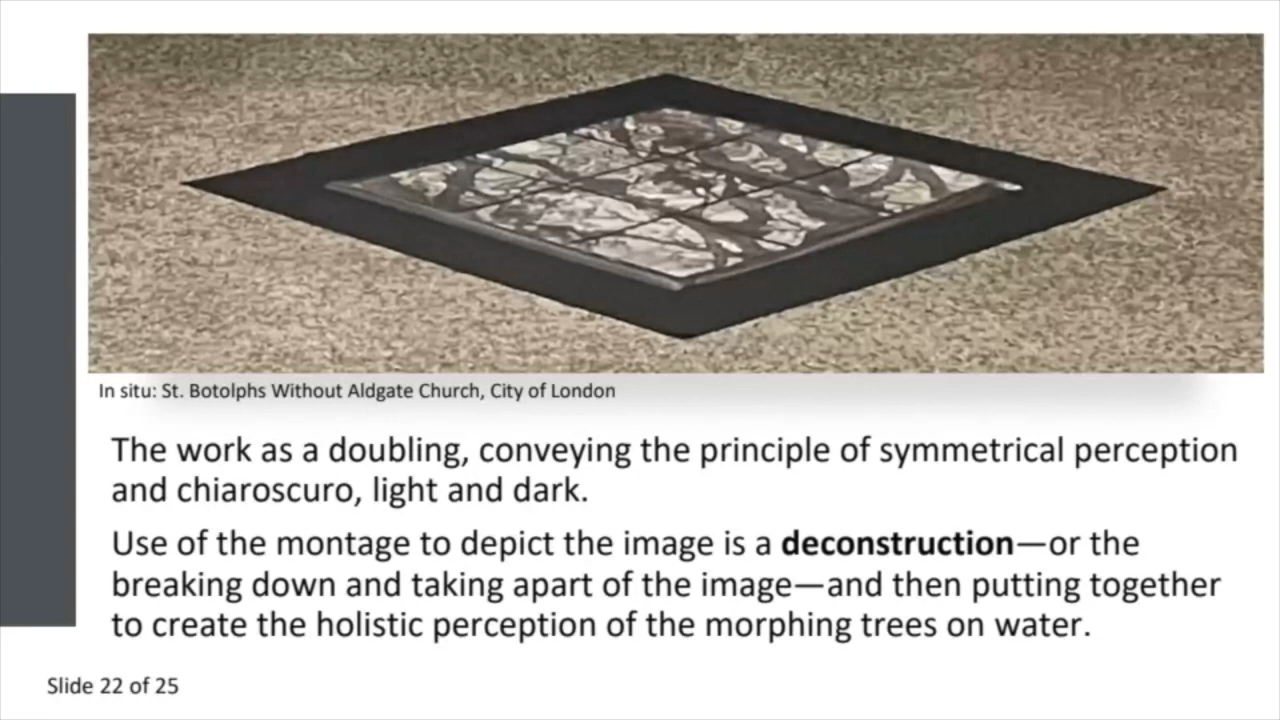 In situ: St. Botolphs Without Aldgate Church, City of London
The work as a doubling, conveying the principle of symmetrical perception
and chiaroscuro, light and dark.
Use of the montage to depict the image is a deconstruction—or the
breaking down and taking apart of the image—and then putting together
to create the holistic perception of the morphing trees on water.
Slide 22 of 25